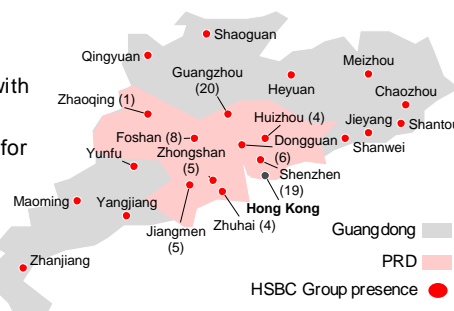 Shaoguan
Qingyuan
Meizhou
with
Guangzhou
(20)
Heyuan
Chaozhou
Zhaoqing (1)
Huizhou (4)
Jieyang
Shantou
for
Foshan (8)
Dongguan
(6)
Shanwei
Yunfu
Zhongshan
(5)
Shenzhen
(19)
Maoming
Yangjiang
Hong Kong
Zhuhai (4)
Jiangmen
(5)
Guangdong
Zhanjiang
PRD
HSBC Group presence